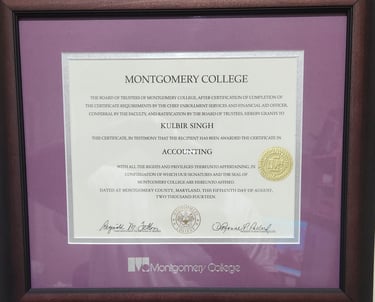 MONTGOMERY COLLEGE
THE BOARD OF TRUSTEES OF MONTGOMERY COLLEGE, AFTER CERTIFICATION OF COMPLETION OF
THE CERTIFICATE REQUIREMENTS BY THE CHIEF ENROLLMENT SERVICES AND FINANCIAL AID OFFICER,
CONFERRAL BY THE FACULTY, AND RATIFICATION BY THE BOARD OF TRUSTEES, HEREBY GRANTS TO
KULBIR SINGH
THIS CERTIFICATE, IN TESTIMONY THAT THE RECIPIENT HAS BEEN AWARDED THE CERTIFICATE IN
ACCOUNTING
WITH ALL THE RIGHTS AND PRIVILEGES THEREUNTO APPERTAINING, IN
CONFIRMATION OF WHICH OUR SIGNATURES AND THE SEAL OF
MONTGOMERY COLLEGE ARE HERETO AFFIXED
DATED AT MONTGOMERY COUNTY, MARYLAND, THIS FIFTEENTH DAY OF AUGUST,
TWO THOUSAND FOURTEEN
Montgomery College